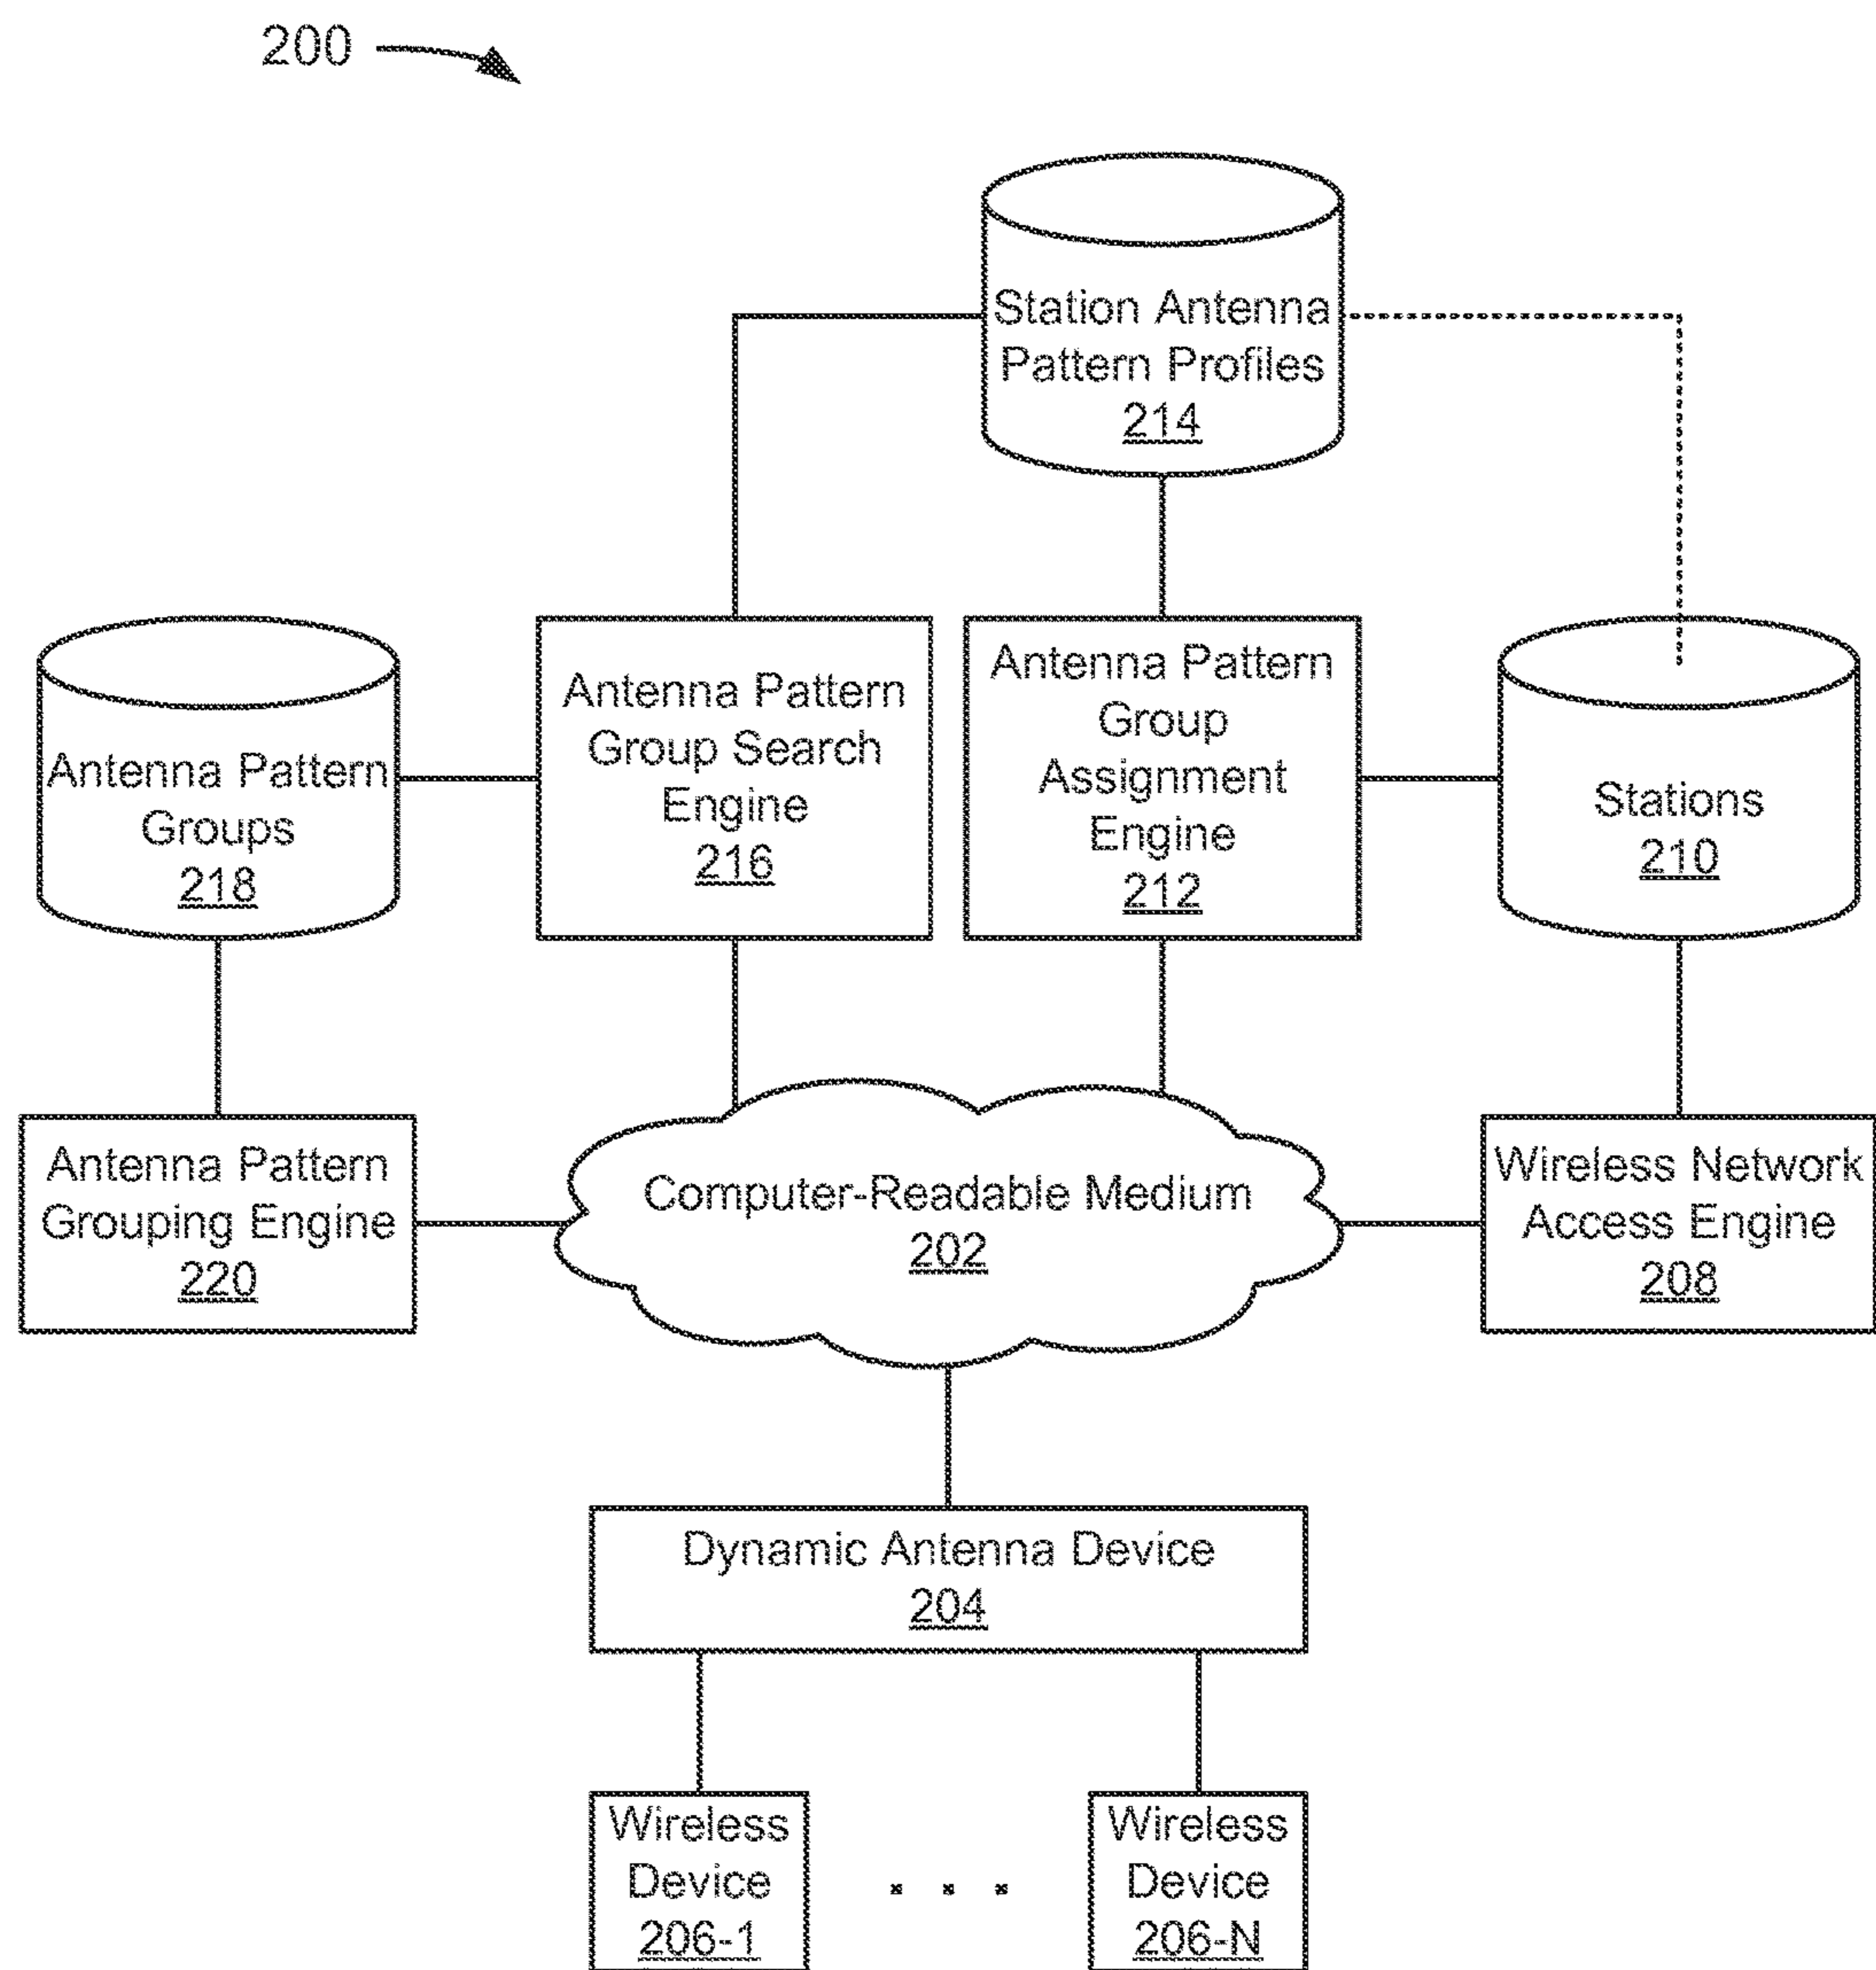 200
Station Antenna
Pattern Profiles
214
Antenna Pattern
Groups
218
Antenna Pattern
Group Search
Engine
216
Antenna Pattern
Group
Assignment
Engine
212
Stations
210
Antenna Pattern
Grouping Engine
220
Computer-Readable Medium
202
Wireless Network
Access Engine
208
Dynamic Antenna Device
204
Wireless
Device
206-1
. . .
Wireless
Device
206-N